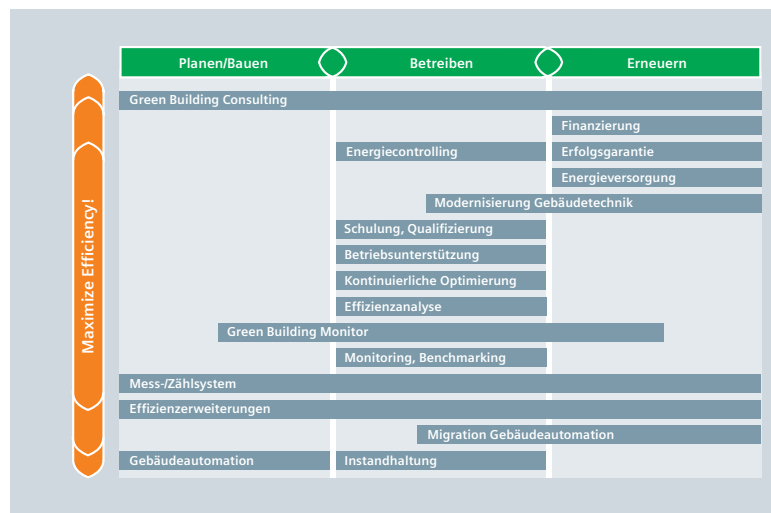 Planen/Bauen
Betreiben
Erneuern
Maximize Efficiency!
Green Building Consulting
Finanzierung
Energiecontrolling
Erfolgsgarantie
Energieversorgung
Modernisierung Gebäudetechnik
Schulung, Qualifizierung
Betriebsunterstützung
Kontinuierliche Optimierung
Effizienzanalyse
Green Building Monitor
Monitoring, Benchmarking
Mess-/Zählsystem
Effizienzerweiterungen
Migration Gebäudeautomation
Gebäudeautomation
Instandhaltung